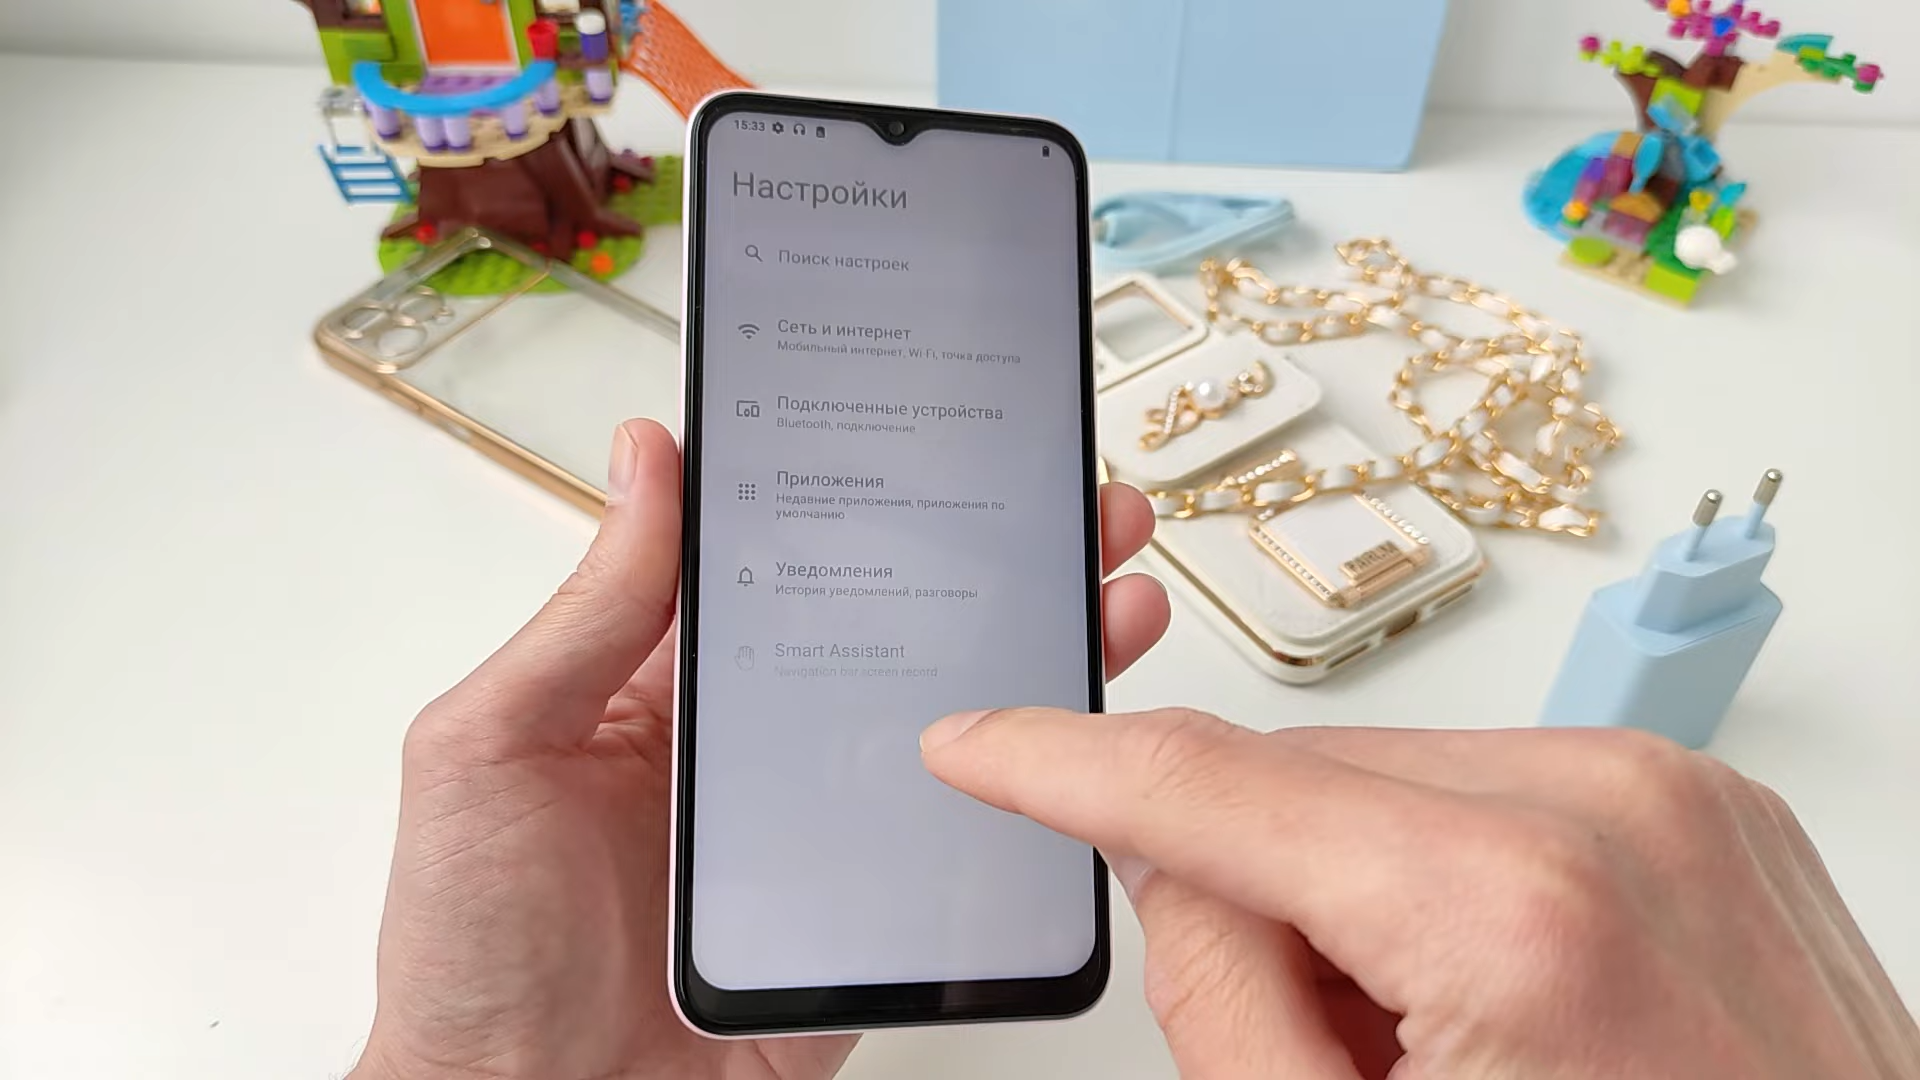 15:33
Настройки
Поиск настроек
Сеть и интернет
Мобильный интернет, Wi-Fi, точка доступа
Подключенные устройства
Bluetooth, подключение
Приложения
Недавние приложения, приложения по
умолчанию
Уведомления
История уведомлений, разговоры
Smart Assistant
Navigation bar,screen record
PARUM